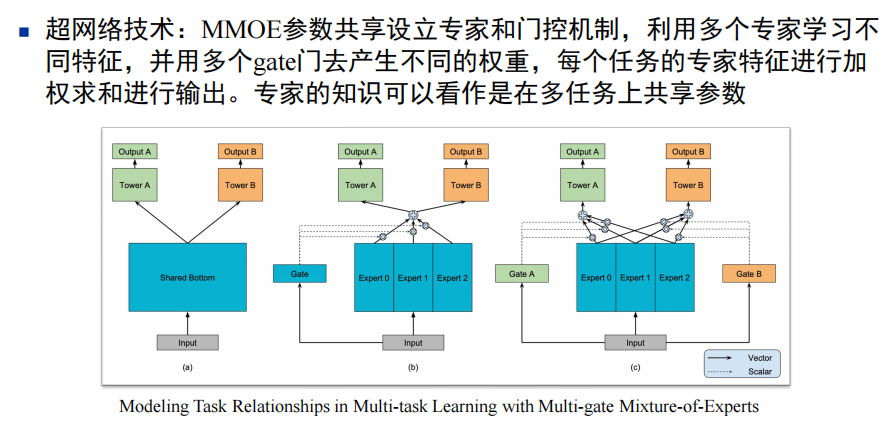 超网络技术：MMOE参数共享设立专家和门控机制，利用多个专家学习不
同特征，并用多个gate门去产生不同的权重，每个任务的专家特征进行加
权求和进行输出。专家的知识可以看作是在多任务上共享参数
Output A
Output B
Tower A
Tower B
Shared Bottom
Input
(a)
Output A
Output B
Tower A
Tower B
Gate
Expert 0
Expert 1
Expert 2
Input
(b)
Output A
Output B
Tower A
Tower B
Gate A
Expert 0
Expert 1
Expert 2
Gate B
Input
(c)
Vector
Scalar
Modeling Task Relationships in Multi-task Learning with Multi-gate Mixture-of-Experts